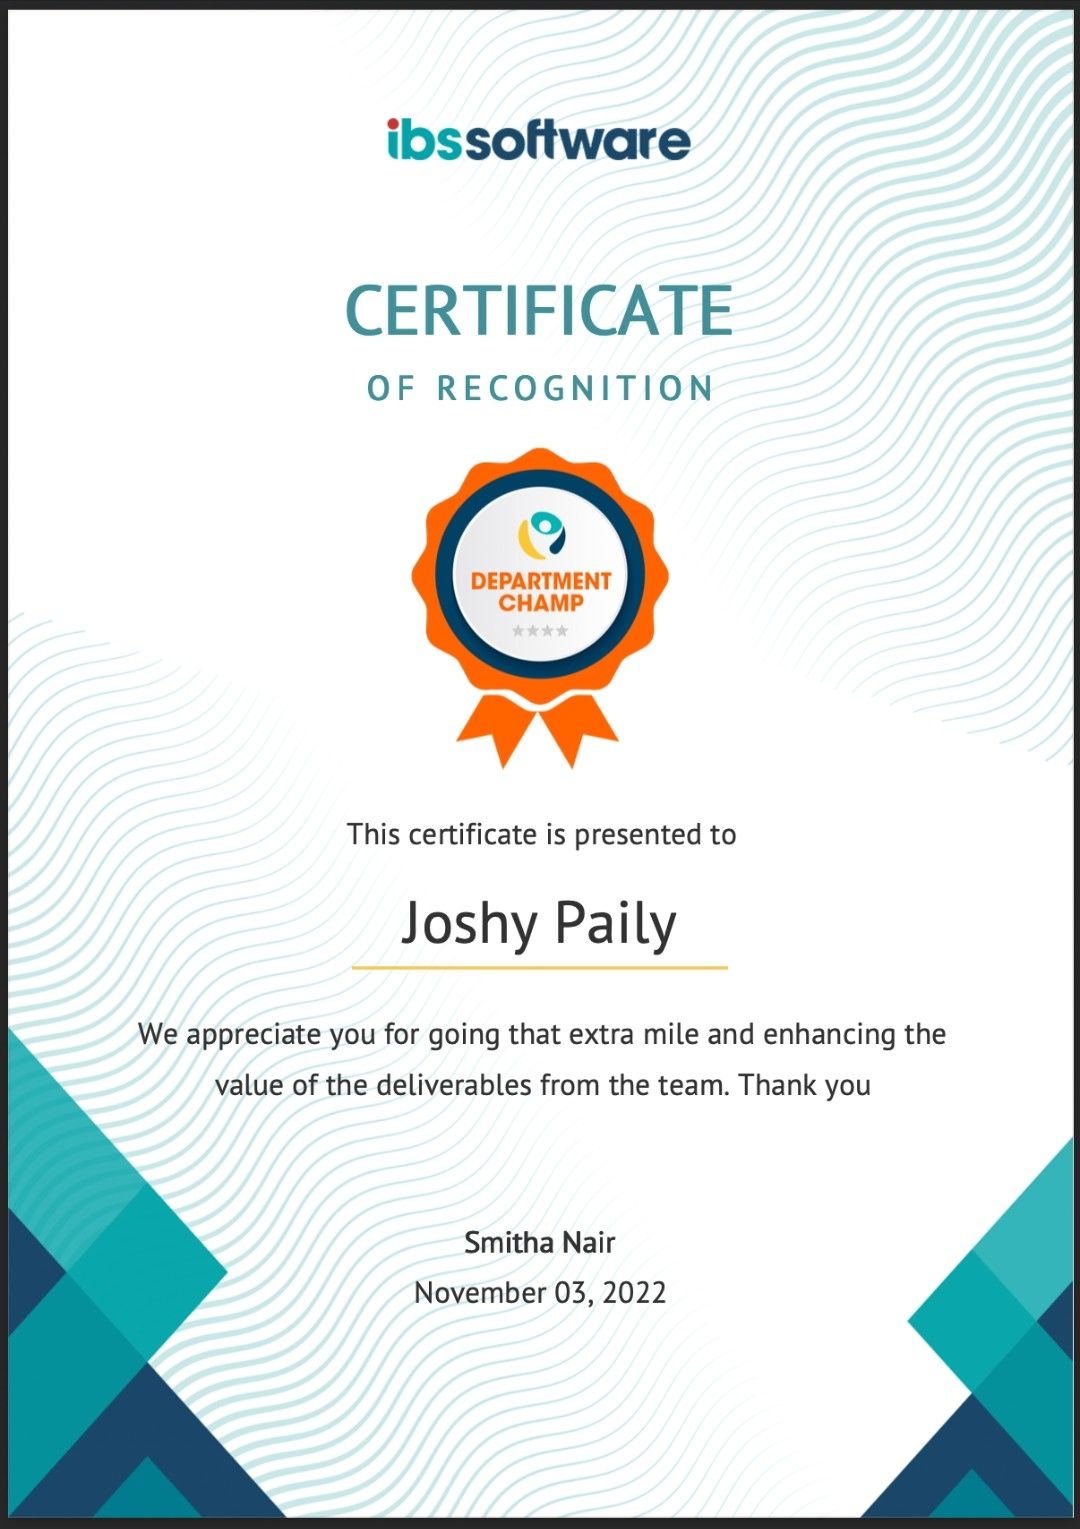 ibssoftware
CERTIFICATE
OF RECOGNITION
DEPARTMENT
CHAMP
This certificate is presented to
Joshy Paily
We appreciate you for going that extra mile and enhancing the
value of the deliverables from the team. Thank you
Smitha Nair
November 03, 2022